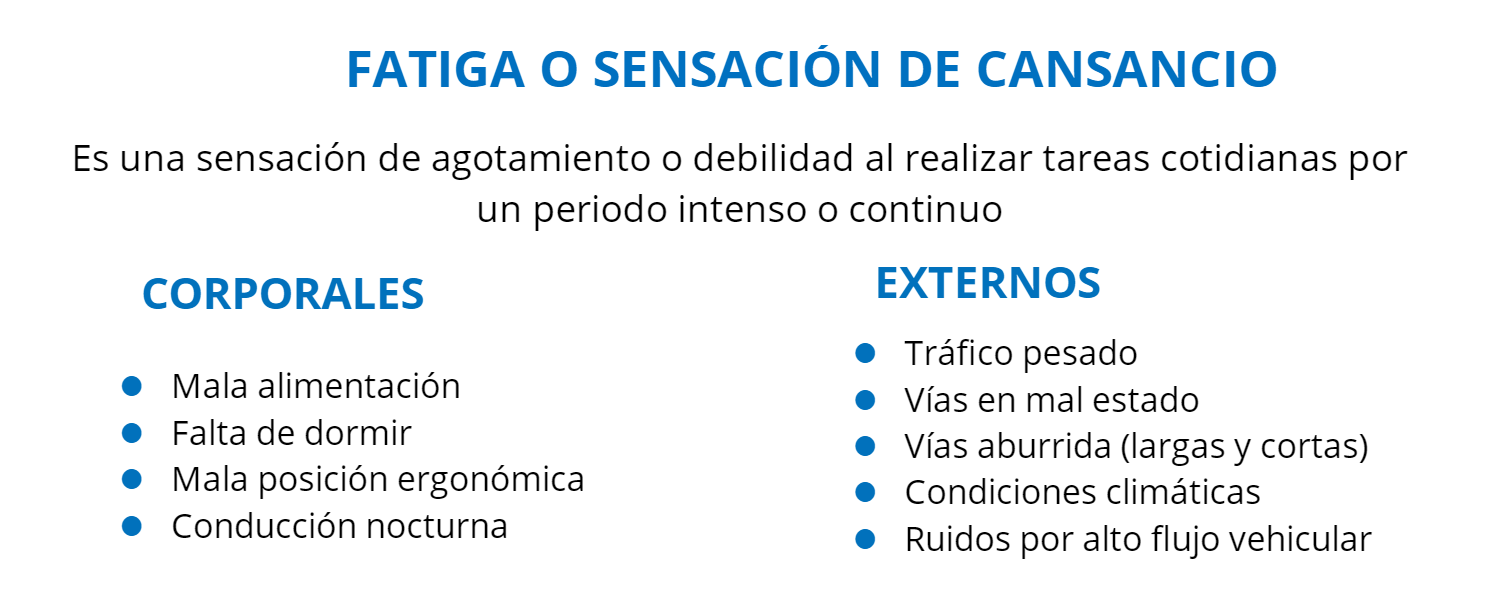 FATIGA O SENSACIÓN DE CANSANCIO
Es una sensación de agotamiento o debilidad al realizar tareas cotidianas por
un periodo intenso o continuo
CORPORALES
● Mala alimentación
● Falta de dormir
● Mala posición ergonómica
● Conducción nocturna
EXTERNOS
● Tráfico pesado
● Vías en mal estado
● Vías aburrida (largas y cortas)
● Condiciones climáticas
● Ruidos por alto flujo vehicular